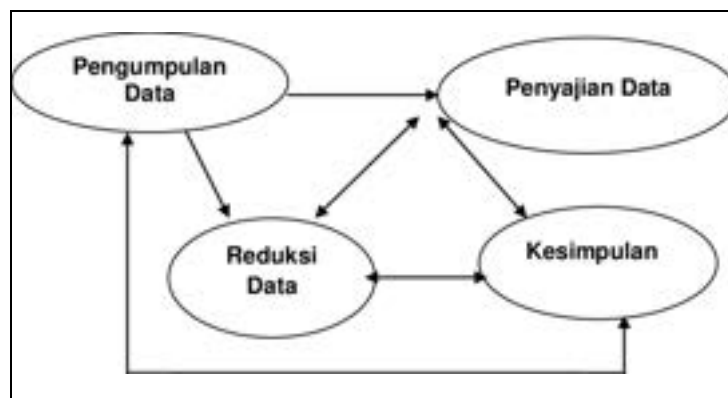 Pengumpulan
Data
Penyajian Data
Reduksi
Data
Kesimpulan